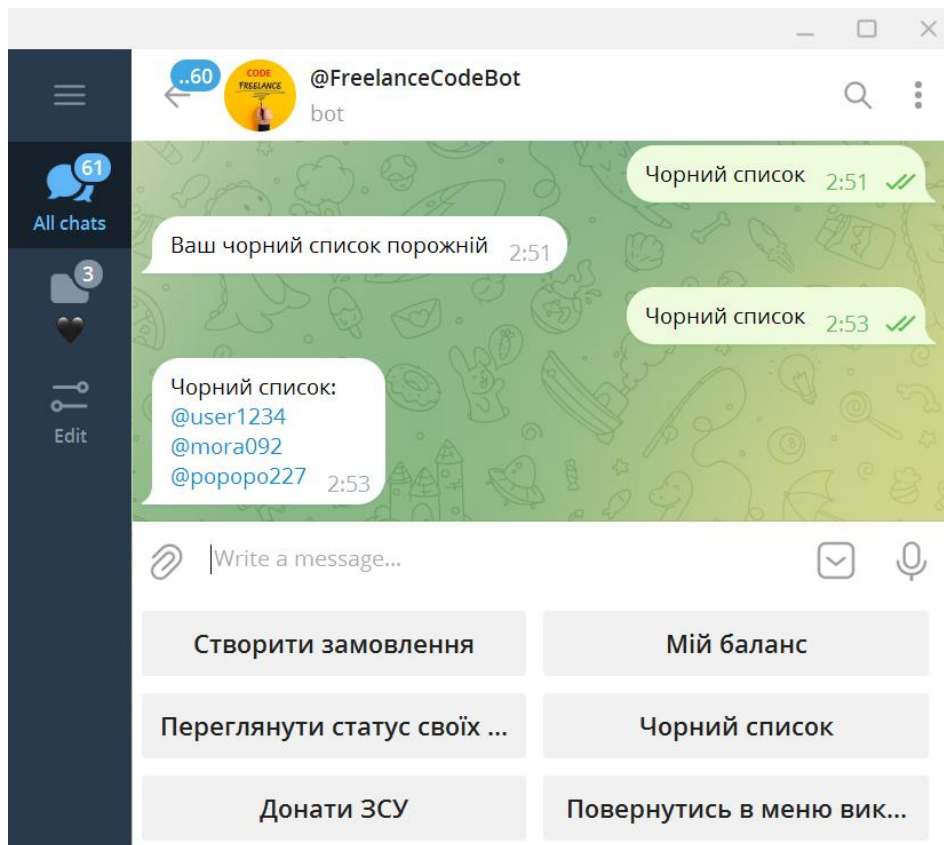 ..60
CODE
FREELANCE
@FreelanceCodeBot
bot
61
All chats
3
Edit
Чорний список 2:51
Ваш чорний список порожній 2:51
Чорний список 2:53
Чорний список:
@user1234
@mora092
@popopo227 2:53
Write a message...
Створити замовлення
Мій баланс
Переглянути статус своїх ...
Чорний список
Донати ЗСУ
Повернутись в меню вик...